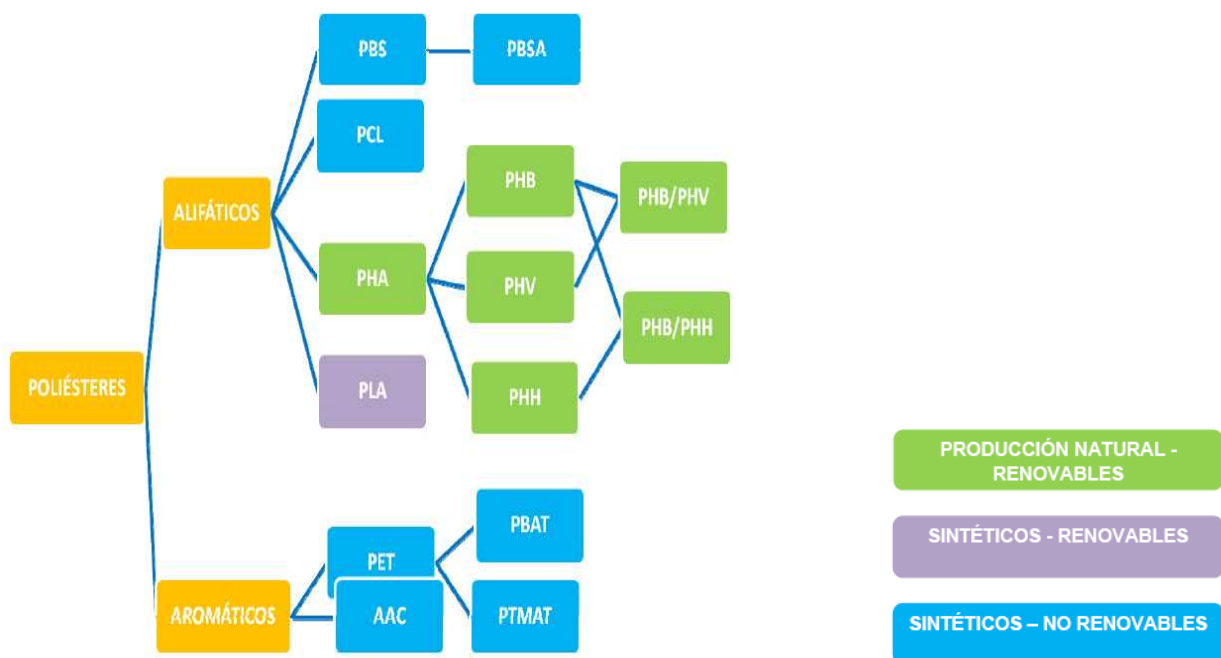 PBS
PBSA
PCL
PHB
PHB/PHV
ALIFÁTICOS
PHA
PHV
PHB/PHH
POLIÉSTERES
PLA
PHH
PRODUCCIÓN NATURAL -
RENOVABLES
PBAT
SINTÉTICOS - RENOVABLES
PET
AROMÁTICOS
AAC
PTMAT
SINTÉTICOS – NO RENOVABLES